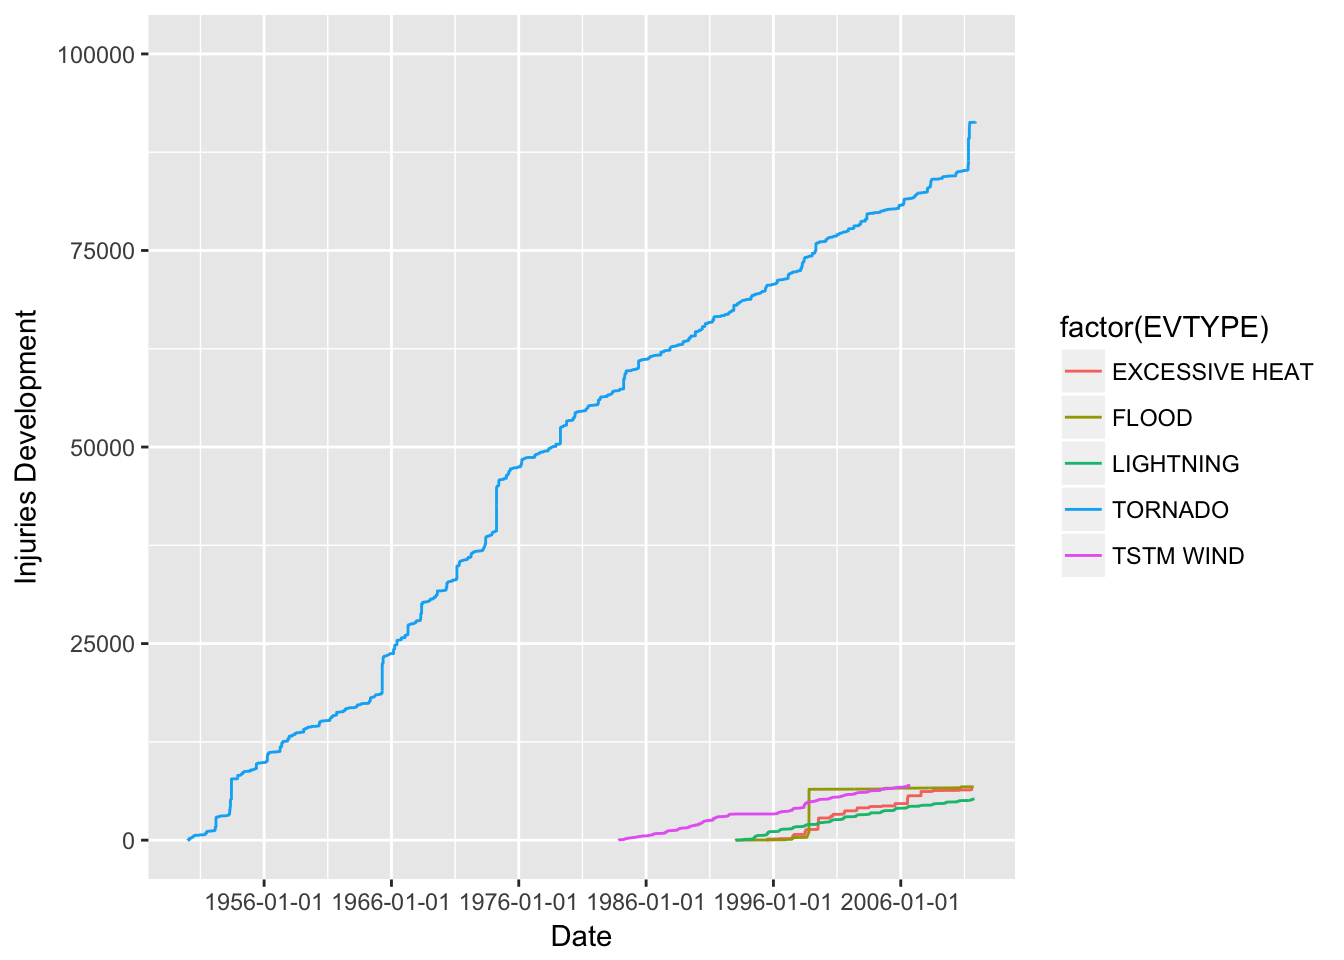 Injuries Development
100000
75000
50000
25000
0
1956-01-01 1966-01-01 1976-01-01 1986-01-01 1996-01-01 2006-01-01
Date
factor(EVTYPE)
EXCESSIVE HEAT
FLOOD
LIGHTNING
TORNADO
TSTM WIND